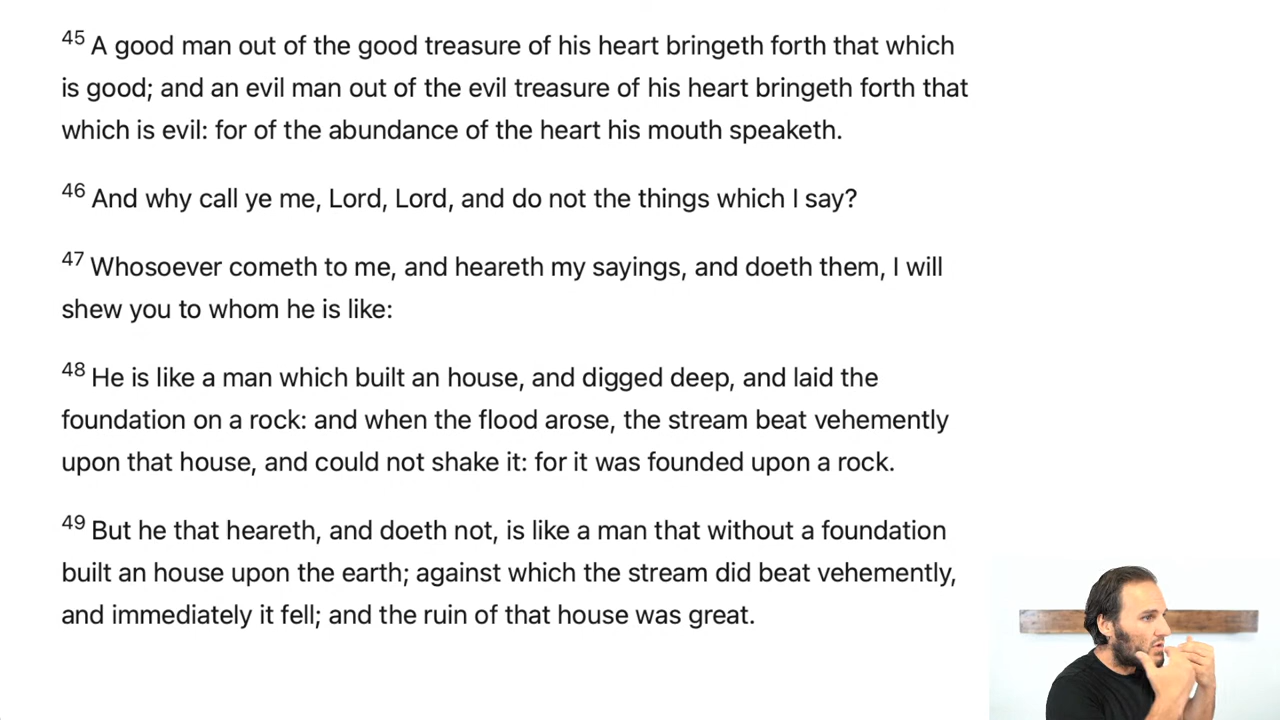 45 A good man out of the good treasure of his heart bringeth forth that which
is good; and an evil man out of the evil treasure of his heart bringeth forth that
which is evil: for of the abundance of the heart his mouth speaketh.
46 And why call ye me, Lord, Lord, and do not the things which I say?
47 Whosoever cometh to me, and heareth my sayings, and doeth them, I will
shew you to whom he is like:
48 He is like a man which built an house, and digged deep, and laid the
foundation on a rock: and when the flood arose, the stream beat vehemently
upon that house, and could not shake it: for it was founded upon a rock.
49 But he that heareth, and doeth not, is like a man that without a foundation
built an house upon the earth; against which the stream did beat vehemently,
and immediately it fell; and the ruin of that house was great.